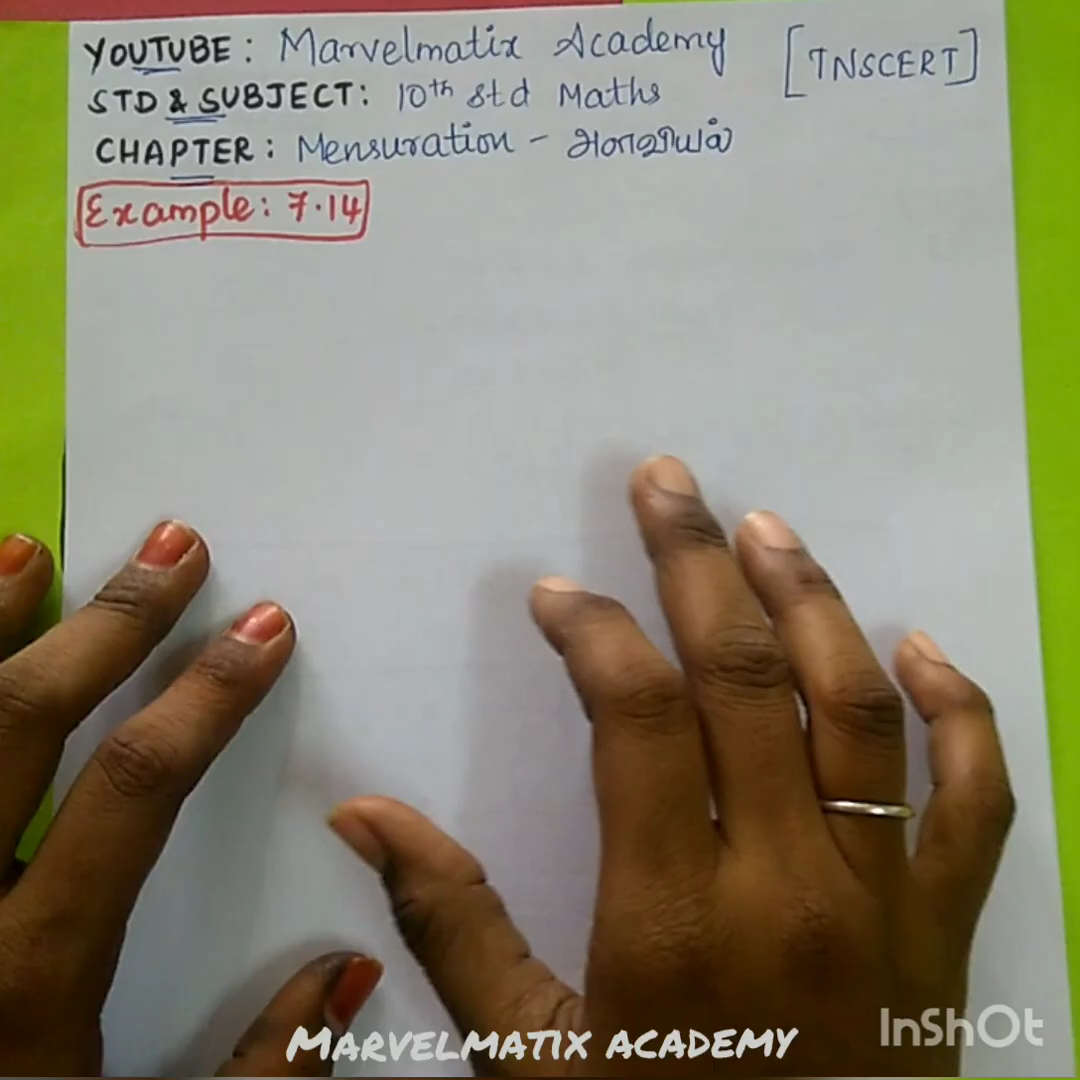 YOUTUBE: Marvelmatix Academy [TNSCERT]
STD & SUBJECT: 10th std Maths
CHAPTER: Mensuration - அளவியல்
Example: 7.14
MARVELMATIX ACADEMY
InShOt